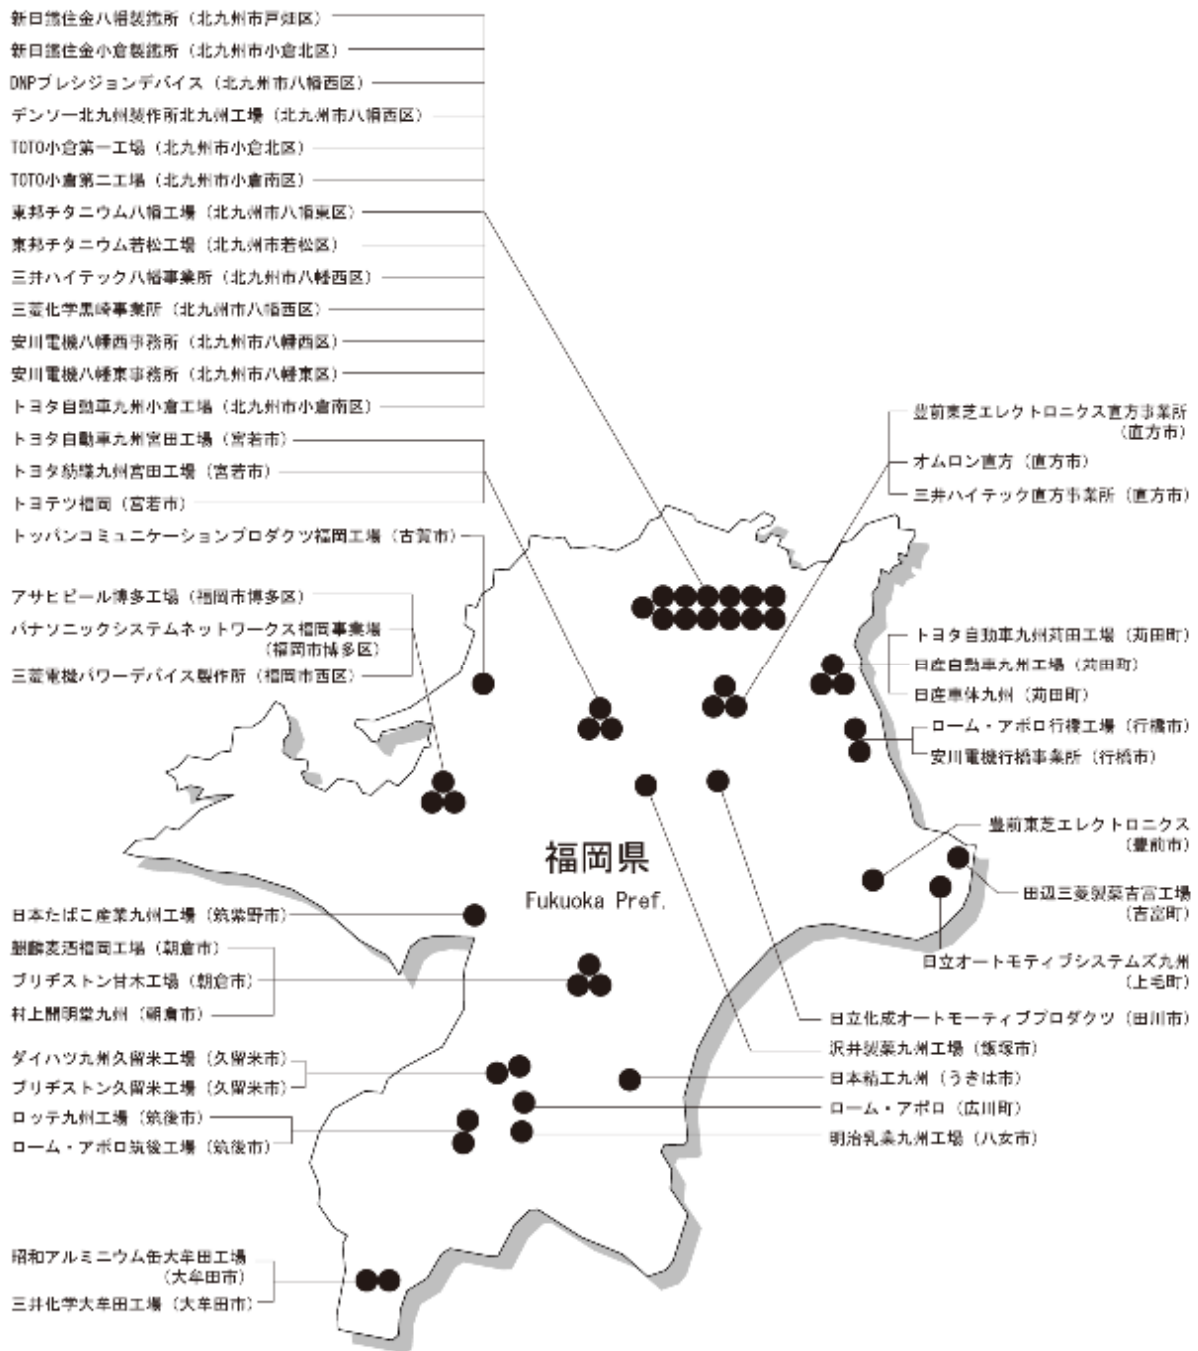 新日鐵住金八幡製鐵所（北九州市戸畑区）
新日鐵住金小倉製鐵所（北九州市小倉北区）
DNPプレシジョンデバイス（北九州市八幡西区）
デンソー北九州製作所北九州工場（北九州市八幡西区）
TOTO小倉第一工場（北九州市小倉北区）
TOTO小倉第二工場（北九州市小倉南区）
東邦チタニウム八幡工場（北九州市八幡東区）
東邦チタニウム若松工場（北九州市若松区）
三井ハイテック八幡事業所（北九州市八幡西区）
三菱化学黒崎事業所（北九州市八幡西区）
安川電機八幡西事務所（北九州市八幡西区）
安川電機八幡東事務所（北九州市八幡東区）
トヨタ自動車九州小倉工場（北九州市小倉南区）
トヨタ自動車九州宮田工場（宮若市）
トヨタ紡織九州宮田工場（宮若市）
トヨテツ福岡（宮若市）
トッパンコミュニケーションプロダクツ福岡工場（古賀市）
アサヒビール博多工場（福岡市博多区）
パナソニックシステムネットワークス福岡事業場
（福岡市博多区）
三菱電機パワーデバイス製作所（福岡市西区）
豊前東芝エレクトロニクス直方事業所
（直方市）
オムロン直方（直方市）
三井ハイテック直方事業所（直方市）
トヨタ自動車九州苅田工場（苅田町）
日産自動車九州工場（苅田町）
日産車体九州（苅田町）
ローム・アポロ行橋工場（行橋市）
安川電機行橋事業所（行橋市）
豊前東芝エレクトロニクス
（豊前市）
田辺三菱製薬吉富工場
（吉富町）
日立オートモティブシステムズ九州
（上毛町）
福岡県
Fukuoka Pref.
日本たばこ産業九州工場（筑紫野市）
麒麟麦酒福岡工場（朝倉市）
ブリヂストン甘木工場（朝倉市）
村上開明堂九州（朝倉市）
ダイハツ九州久留米工場（久留米市）
ブリヂストン久留米工場（久留米市）
ロッテ九州工場（筑後市）
ローム・アポロ筑後工場（筑後市）
日立化成オートモーティブプロダクツ（田川市）
沢井製薬九州工場（飯塚市）
日本精工九州（うきは市）
ローム・アポロ（広川町）
明治乳業九州工場（八女市）
昭和アルミニウム缶大牟田工場
（大牟田市）
三井化学大牟田工場（大牟田市）